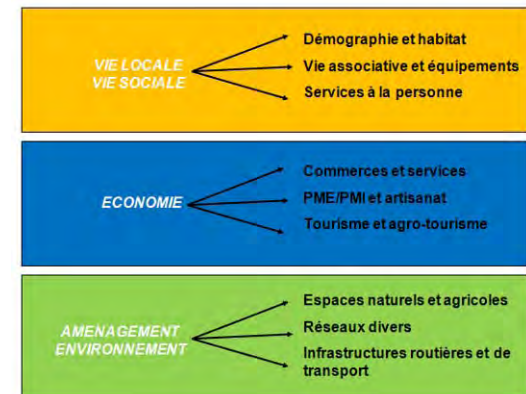 VIE LOCALE
VIE SOCIALE
Démographie et habitat
Vie associative et équipements
Services à la personne
ECONOMIE
Commerces et services
PME/PMI et artisanat
Tourisme et agro-tourisme
AMENAGEMENT
ENVIRONNEMENT
Espaces naturels et agricoles
Réseaux divers
Infrastructures routières et de
transport